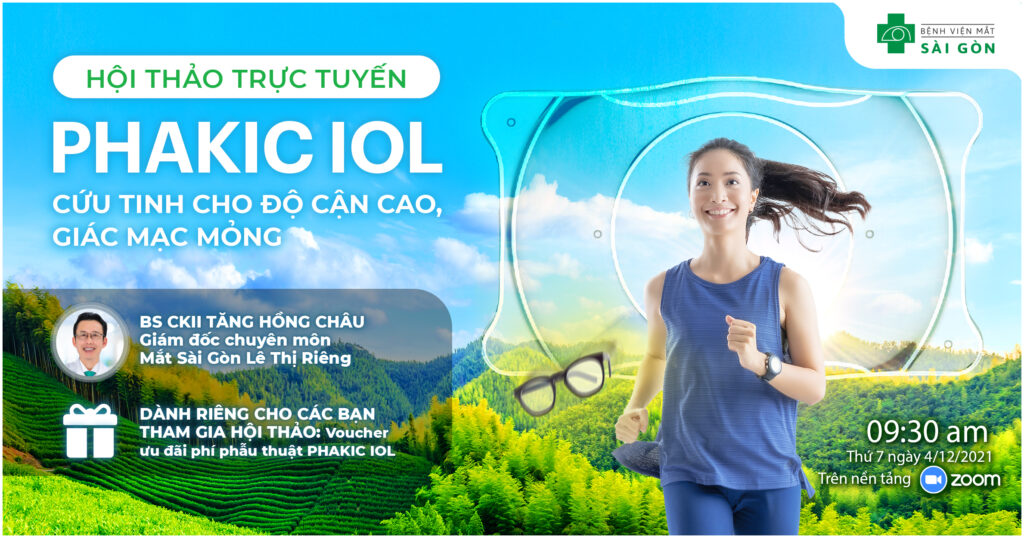 BỆNH VIỆN MẮT
SÀI GÒN
HỘI THẢO TRỰC TUYẾN
PHAKIC IOL
CỨU TINH CHO ĐỘ CẬN CAO,
GIÁC MẠC MỎNG
BS CKII TĂNG HỒNG CHÂU
Giám đốc chuyên môn
Mắt Sài Gòn Lê Thị Riêng
DÀNH RIÊNG CHO CÁC BẠN
THAM GIA HỘI THẢO: Voucher
ưu đãi phí phẫu thuật PHAKIC IOL
09:30 am
Thứ 7 ngày 4/12/2021
Trên nền tảng zoom